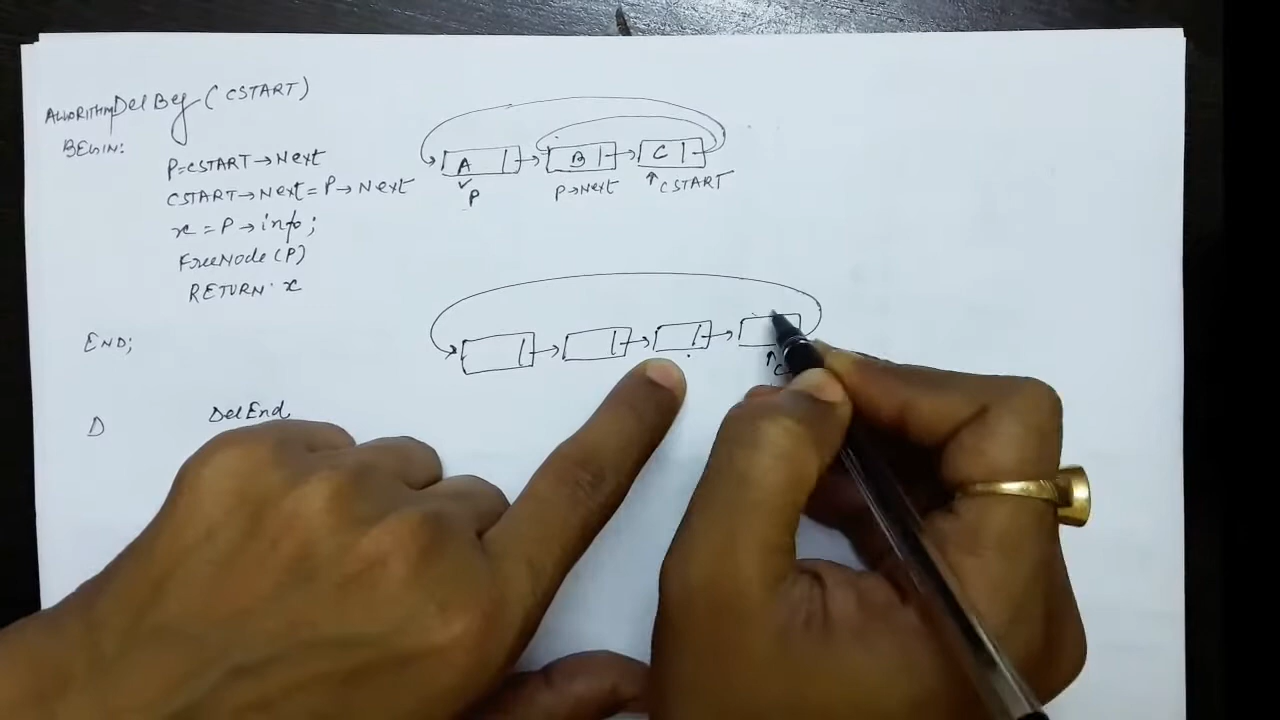 ALGORITHM DelBeg (CSTART)
BEGIN:
P=CSTART→Next
CSTART→Next = P→Next
x = P→info;
FreeNode(P)
RETURN x
END;
A B C
P P→Next ↑CSTART
↑C
D DelEnd